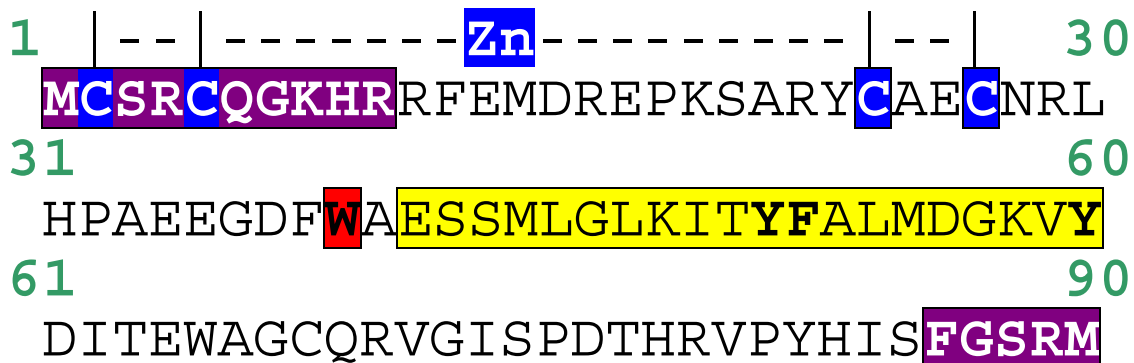 1 Zn 30
MCSRCQGKHRRFEMDREPKSARYCAECNRL
31 60
HPAEEGDFWAESSMLGLKITYFALMDGKVY
61 90
DITEWAGCQRVGISPDTHRVPYHISFGSRM